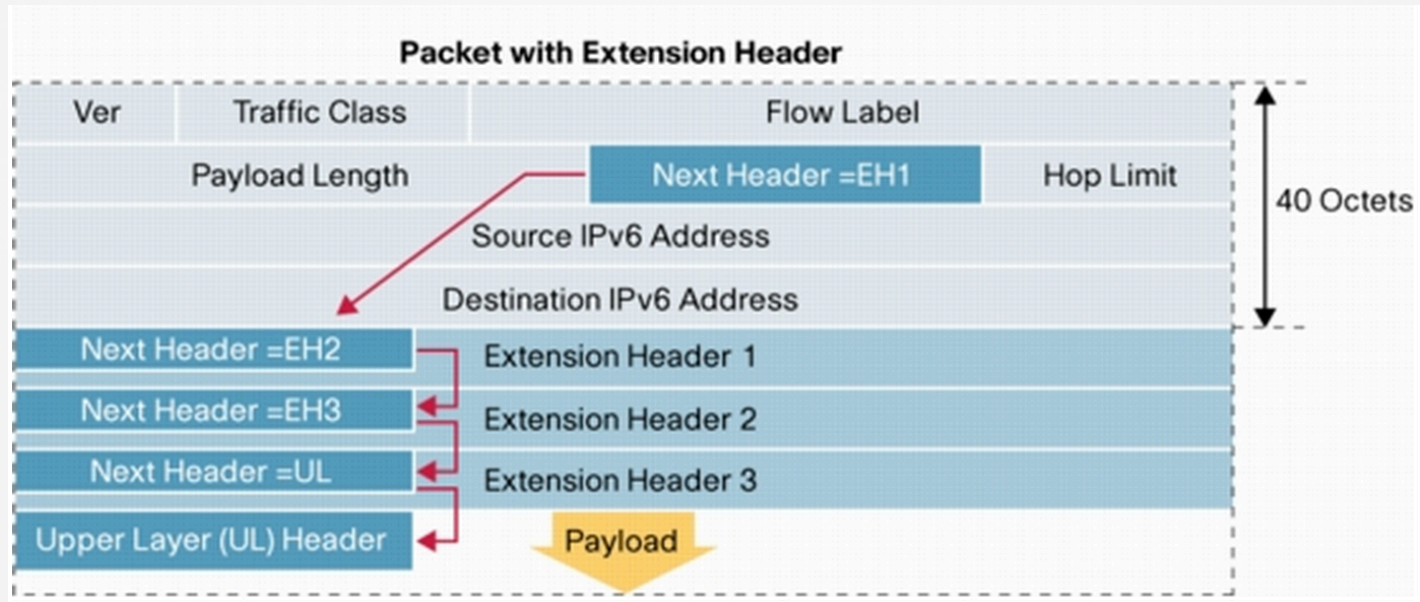 Packet with Extension Header
Ver Traffic Class Flow Label
Payload Length Next Header =EH1 Hop Limit
40 Octets
Source IPv6 Address
Destination IPv6 Address
Next Header =EH2 Extension Header 1
Next Header =EH3 Extension Header 2
Next Header =UL Extension Header 3
Upper Layer (UL) Header Payload